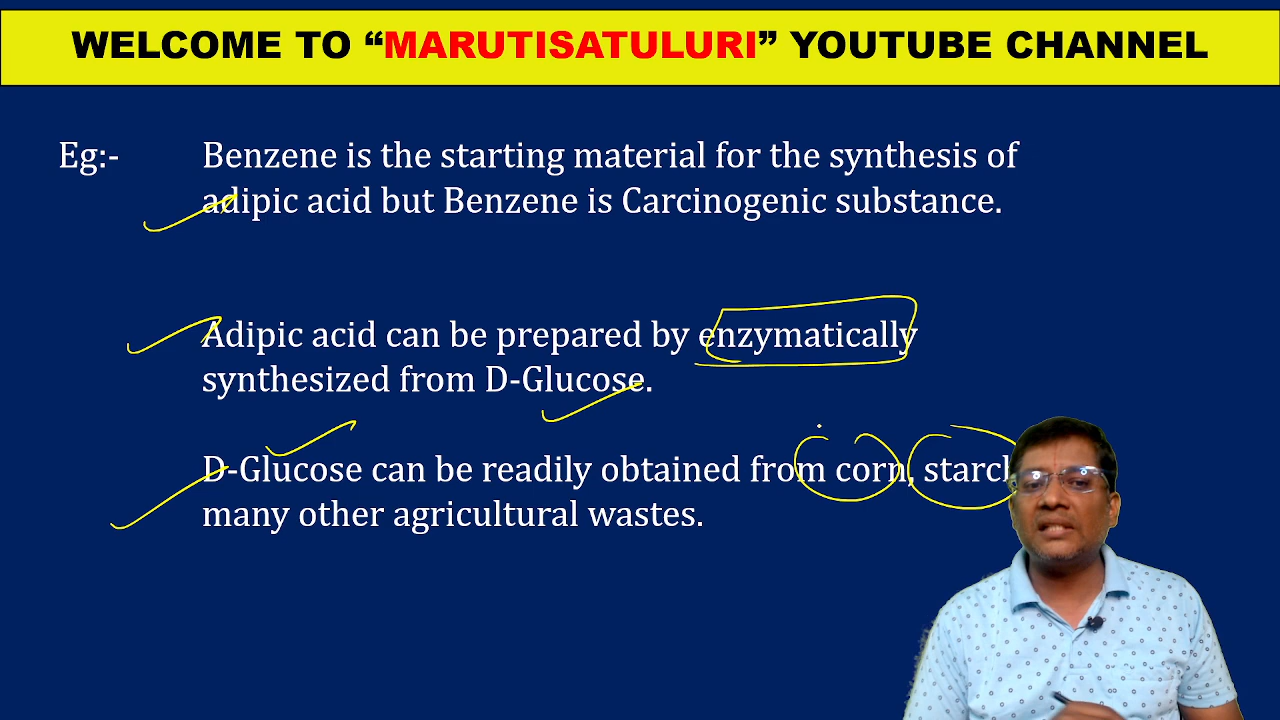 WELCOME TO “MARUTISATULURI” YOUTUBE CHANNEL
Eg:- Benzene is the starting material for the synthesis of
adipic acid but Benzene is Carcinogenic substance.
Adipic acid can be prepared by enzymatically
synthesized from D-Glucose.
D-Glucose can be readily obtained from corn, starch
many other agricultural wastes.